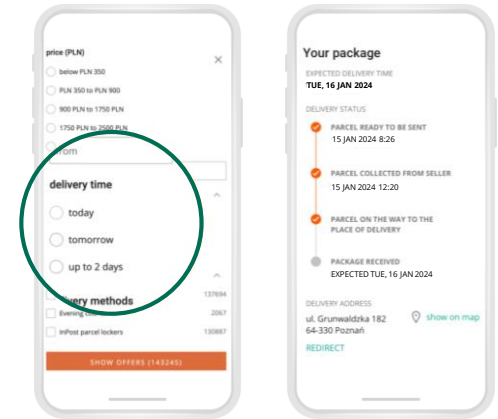 price (PLN)
below PLN 350
PLN 350 to PLN 900
900 PLN to 1750 PLN
1750 PLN to 2500 PLN
from
delivery time
today
tomorrow
up to 2 days
137694
methods
Evening 2067
InPost parcel lockers 130887
SHOW OFFERS (143245)
Your package
EXPECTED DELIVERY TIME
TUE, 16 JAN 2024
DELIVERY STATUS
PARCEL READY TO BE SENT
15 JAN 2024 8:26
PARCEL COLLECTED FROM SELLER
15 JAN 2024 12:20
PARCEL ON THE WAY TO THE
PLACE OF DELIVERY
PACKAGE RECEIVED
EXPECTED TUE, 16 JAN 2024
DELIVERY ADDRESS
ul. Grunwaldzka 182 show on map
64-330 Poznań
REDIRECT